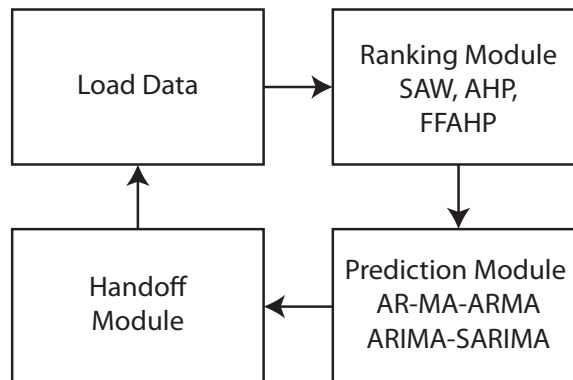 Load Data
Ranking Module
SAW, AHP,
FFAHP
Handoff
Module
Prediction Module
AR-MA-ARMA
ARIMA-SARIMA